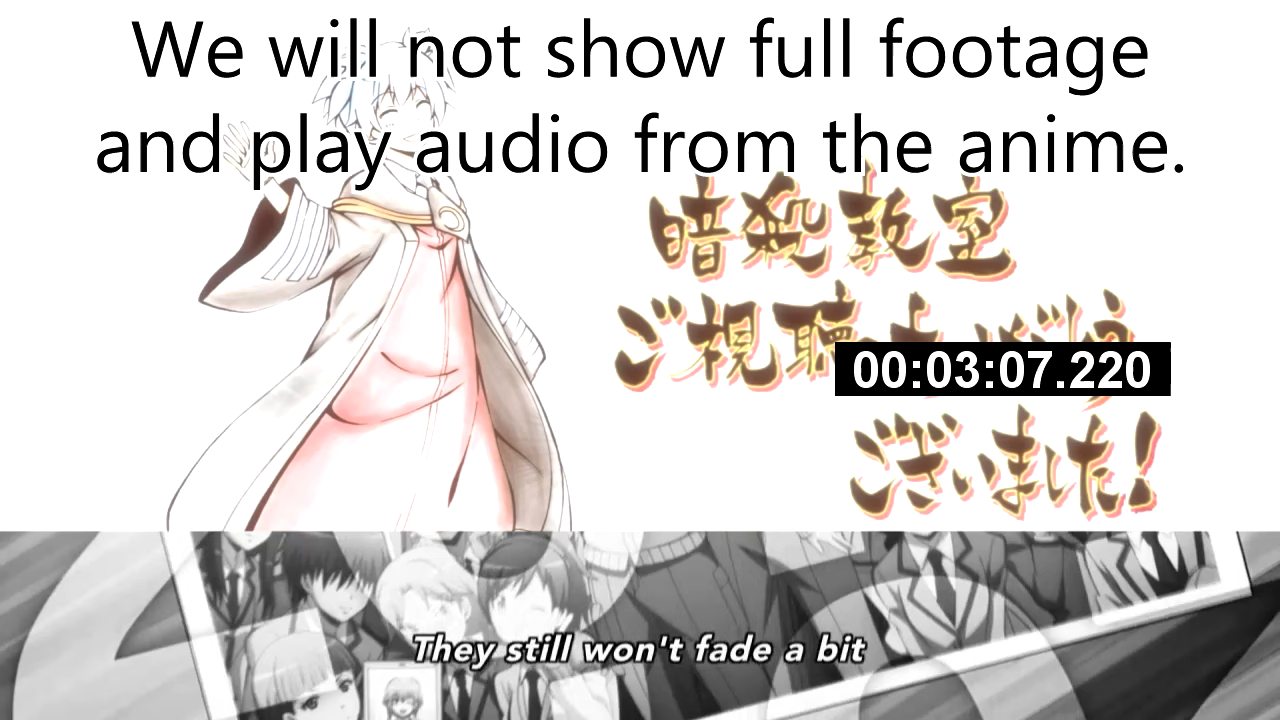 We will not show full footage
and play audio from the anime.
暗殺教室
ご視聴
00:03:07.220
ございました!
They still won't fade a bit